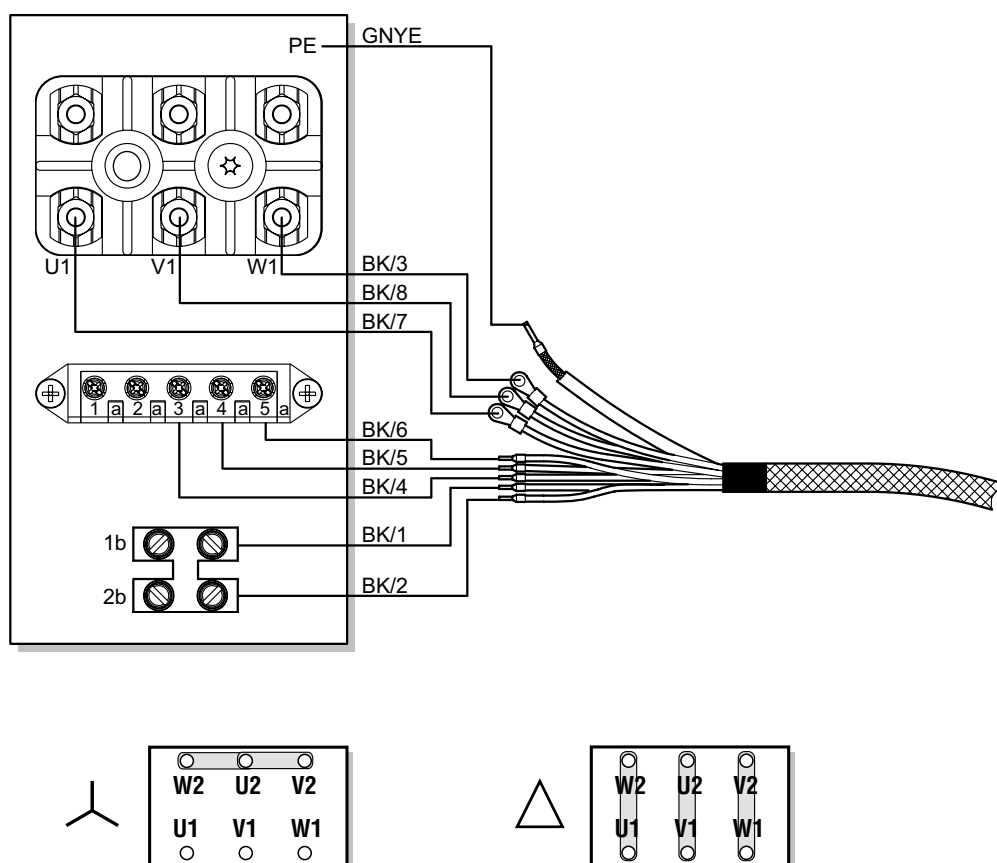 PE GNYE
U1 V1 W1
BK/3
BK/8
BK/7
1 a 2 a 3 a 4 a 5 a
BK/6
BK/5
BK/4
1b
BK/1
2b
BK/2
W2 U2 V2
U1 V1 W1
W2 U2 V2
U1 V1 W1